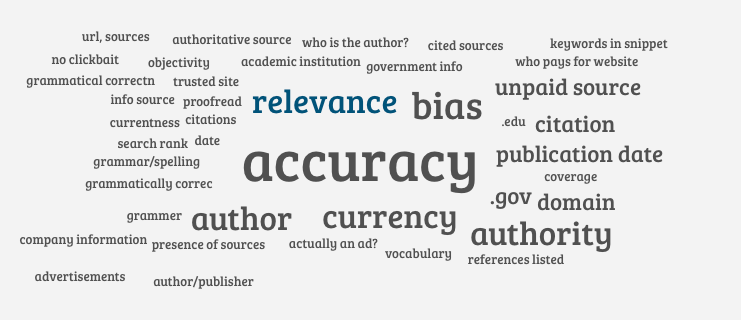 url, sources
authoritative source
who is the author?
cited sources
keywords in snippet
no clickbait
objectivity
academic institution
government info
who pays for website
grammatical correctn
trusted site
unpaid source
info source
proofread
relevance
bias
currentness
citations
.edu
citation
search rank
date
accuracy
publication date
grammar/spelling
coverage
grammatically correc
.gov
domain
grammer
author
currency
authority
company information
presence of sources
actually an ad?
vocabulary
references listed
advertisements
author/publisher